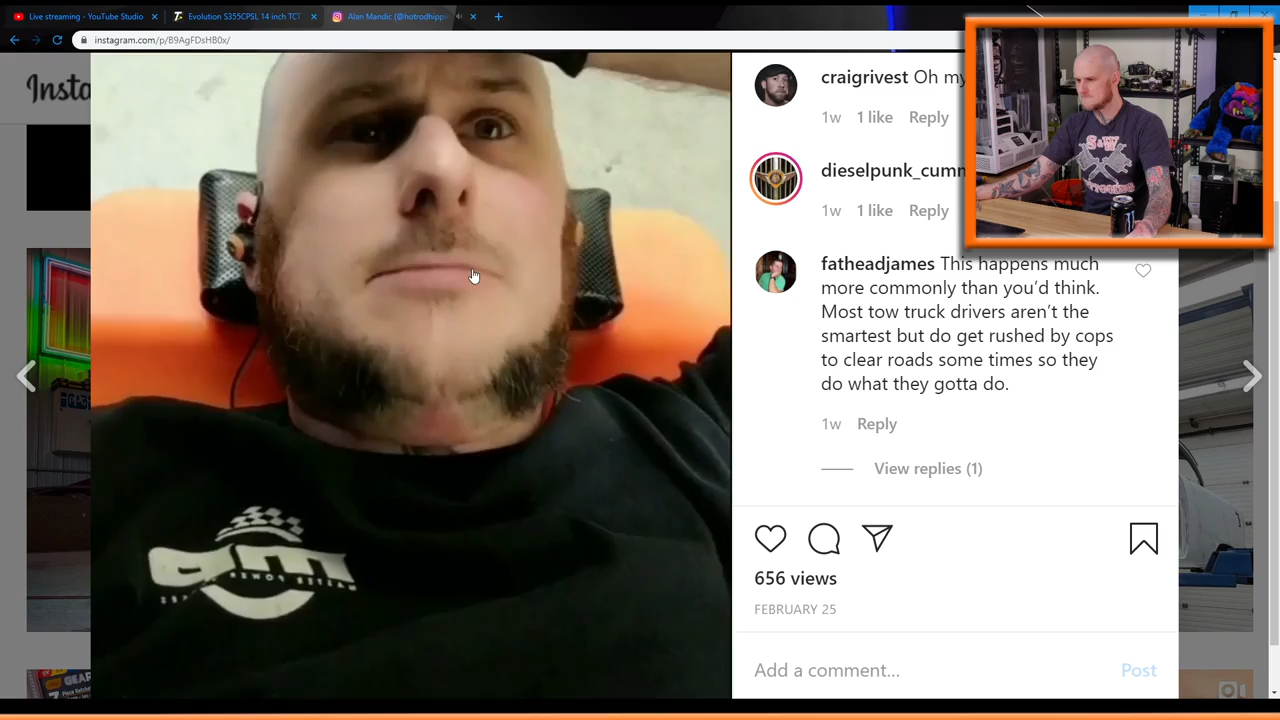 Live streaming - YouTube Studio
Evolution S355CPSL 14 inch TCT
Alan Mandic (@hotrodhippe
instagram.com/p/B9AgFDsHB0x/
Insta
craigrivest Oh my
1w 1 like Reply
dieselpunk_cumm
1w 1 like Reply
fatheadjames This happens much
more commonly than you'd think.
Most tow truck drivers aren't the
smartest but do get rushed by cops
to clear roads some times so they
do what they gotta do.
1w Reply
View replies (1)
656 views
FEBRUARY 25
Add a comment... Post
S&W
GEAR